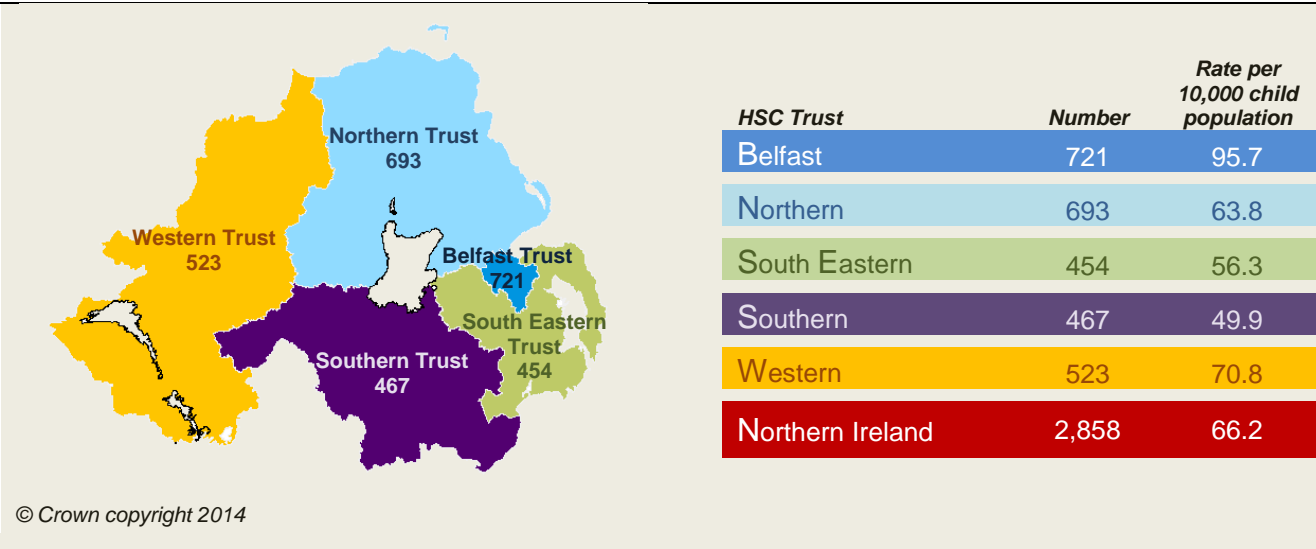 Northern Trust
693
Western Trust
523
Belfast Trust
721
South Eastern
Trust
454
Southern Trust
467
© Crown copyright 2014
HSC Trust Number Rate per
10,000 child
population
Belfast 721 95.7
Northern 693 63.8
South Eastern 454 56.3
Southern 467 49.9
Western 523 70.8
Northern Ireland 2,858 66.2